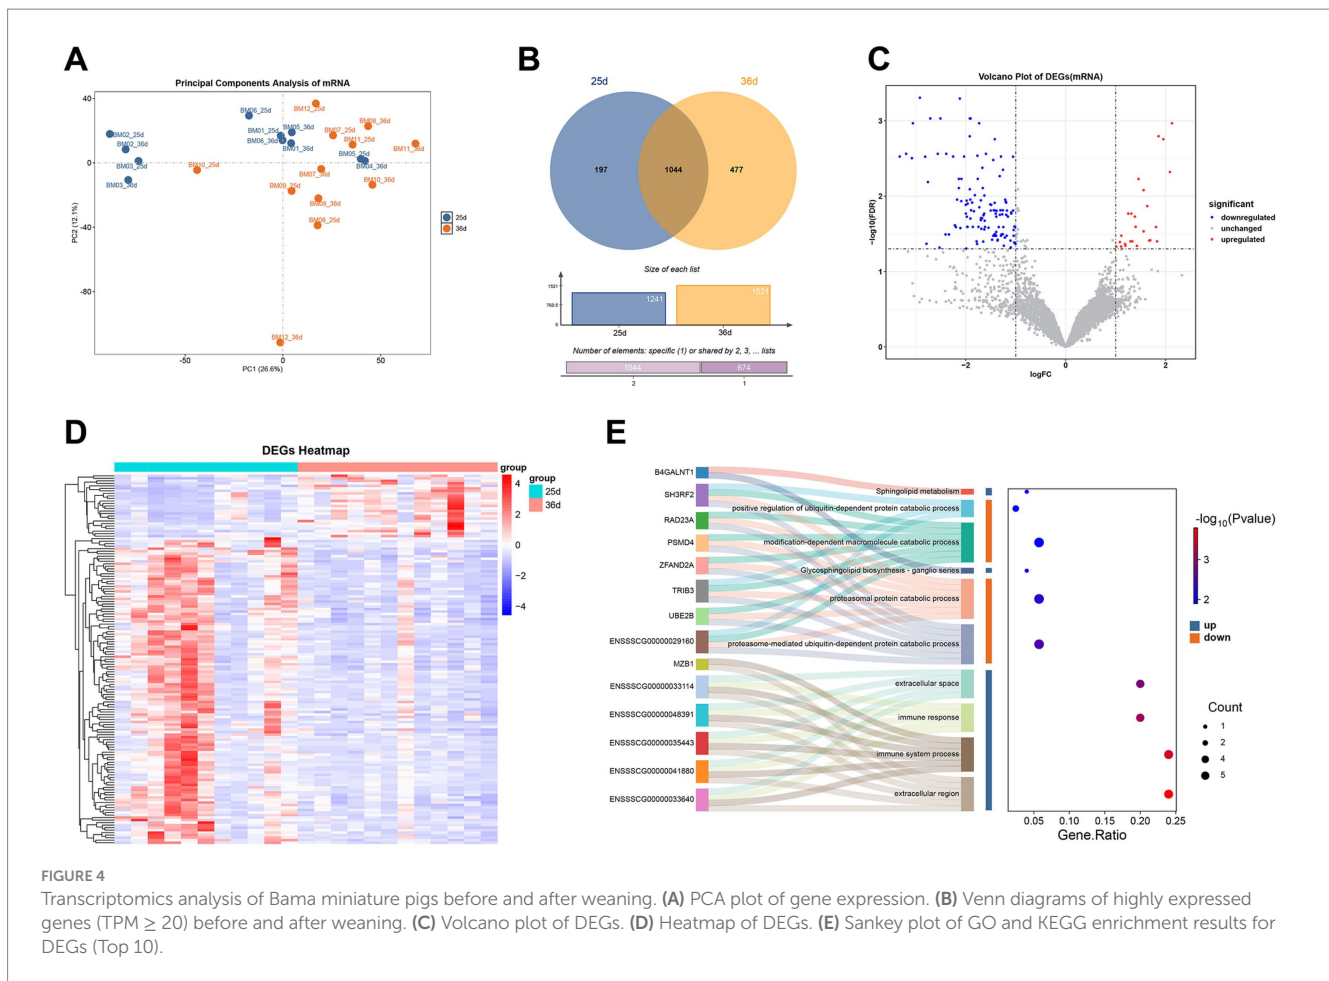 A
Principal Components Analysis of mRNA
40
0
-40
-80
PC2 (12.1%)
-50
0
50
PC1 (26.6%)
BM12_25d
BM06_25d
BM08_36d
BM05_36d
BM07_25d
BM01_25d
BM02_25d
BM06_36d
BM11_25d
BM01_36d
BM11_36d
BM02_36d
BM05_25d
BM03_25d
BM10_25d
BM04_36d
BM07_36d
BM03_36d
BM10_36d
BM09_25d
BM09_36d
BM08_25d
BM12_36d
25d
36d
B
25d
36d
197
1044
477
Size of each list
1521
760.5
0
1241
1521
25d
36d
Number of elements: specific (1) or shared by 2, 3, ... lists
1044
674
2
1
C
Volcano Plot of DEGs(mRNA)
3
2
1
0
−log10(FDR)
−2
0
2
logFC
significant
downregulated
unchanged
upregulated
D
DEGs Heatmap
group
4
2
0
−2
−4
group
25d
36d
E
B4GALNT1
SH3RF2
RAD23A
PSMD4
ZFAND2A
TRIB3
UBE2B
ENSSSCG00000029160
MZB1
ENSSSCG00000033114
ENSSSCG00000048391
ENSSSCG00000035443
ENSSSCG00000041880
ENSSSCG00000033640
Sphingolipid metabolism
positive regulation of ubiquitin-dependent protein catabolic process
modification-dependent macromolecule catabolic process
Glycosphingolipid biosynthesis - ganglio series
proteasomal protein catabolic process
proteasome-mediated ubiquitin-dependent protein catabolic process
extracellular space
immune response
immune system process
extracellular region
0.05
0.10
0.15
0.20
0.25
Gene.Ratio
-log10(Pvalue)
3
2
up
down
Count
1
2
4
5
FIGURE 4
Transcriptomics analysis of Bama miniature pigs before and after weaning. (A) PCA plot of gene expression. (B) Venn diagrams of highly expressed
genes (TPM ≥ 20) before and after weaning. (C) Volcano plot of DEGs. (D) Heatmap of DEGs. (E) Sankey plot of GO and KEGG enrichment results for
DEGs (Top 10).